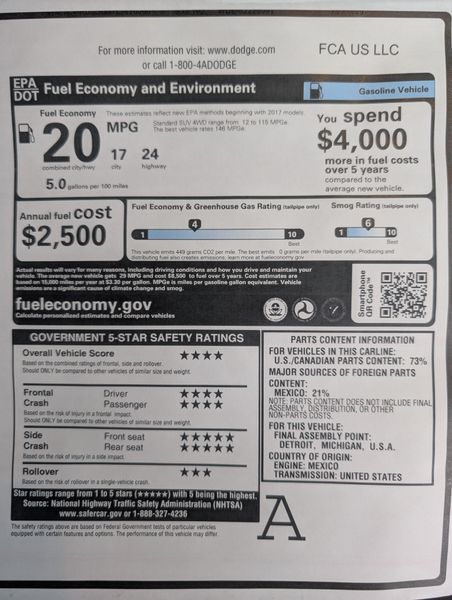 For more information visit: www.dodge.com
or call 1-800-4ADODGE
FCA US LLC
EPA
DOT
Fuel Economy and Environment
Gasoline Vehicle
Fuel Economy
These estimates reflect new EPA methods beginning with 2017 models.
20
MPG
Standard SUV 4WD range from 12 to 115 MPGe.
The best vehicle rates 146 MPGe.
17
24
combined city/hwy
city
highway
5.0 gallons per 100 miles
You spend
$4,000
more in fuel costs
over 5 years
compared to the
average new vehicle.
Annual fuel cost
$2,500
Fuel Economy & Greenhouse Gas Rating (tailpipe only)
Smog Rating (tailpipe only)
4
1
10
Best
6
1
10
Best
This vehicle emits 449 grams CO2 per mile. The best emits 0 grams per mile (tailpipe only). Producing and
distributing fuel also creates emissions; learn more at fueleconomy.gov
Actual results will vary for many reasons, including driving conditions and how you drive and maintain your
vehicle. The average new vehicle gets 29 MPG and cost $8,500 to fuel over 5 years. Cost estimates are
based on 15,000 miles per year at $3.30 per gallon. MPGe is miles per gasoline gallon equivalent. Vehicle
emissions are a significant cause of climate change and smog.
fueleconomy.gov
Calculate personalized estimates and compare vehicles
Smartphone
QR Code™
GOVERNMENT 5-STAR SAFETY RATINGS
Overall Vehicle Score ★★★★
Based on the combined ratings of frontal, side and rollover.
Should ONLY be compared to other vehicles of similar size and weight.
Frontal Driver ★★★★
Crash Passenger ★★★★
Based on the risk of injury in a frontal impact.
Should ONLY be compared to other vehicles of similar size and weight.
Side Front seat ★★★★★
Crash Rear seat ★★★★★
Based on the risk of injury in a side impact.
Rollover ★★★
Based on the risk of rollover in a single-vehicle crash.
Star ratings range from 1 to 5 stars (★★★★★) with 5 being the highest.
Source: National Highway Traffic Safety Administration (NHTSA)
www.safercar.gov or 1-888-327-4236
The safety ratings above are based on Federal Government tests of particular vehicles
equipped with certain features and options. The performance of this vehicle may differ.
PARTS CONTENT INFORMATION
FOR VEHICLES IN THIS CARLINE:
U.S./CANADIAN PARTS CONTENT: 73%
MAJOR SOURCES OF FOREIGN PARTS
CONTENT:
MEXICO: 21%
NOTE: PARTS CONTENT DOES NOT INCLUDE FINAL
ASSEMBLY, DISTRIBUTION, OR OTHER
NON-PARTS COSTS.
FOR THIS VEHICLE:
FINAL ASSEMBLY POINT:
DETROIT, MICHIGAN, U.S.A.
COUNTRY OF ORIGIN:
ENGINE: MEXICO
TRANSMISSION: UNITED STATES
A